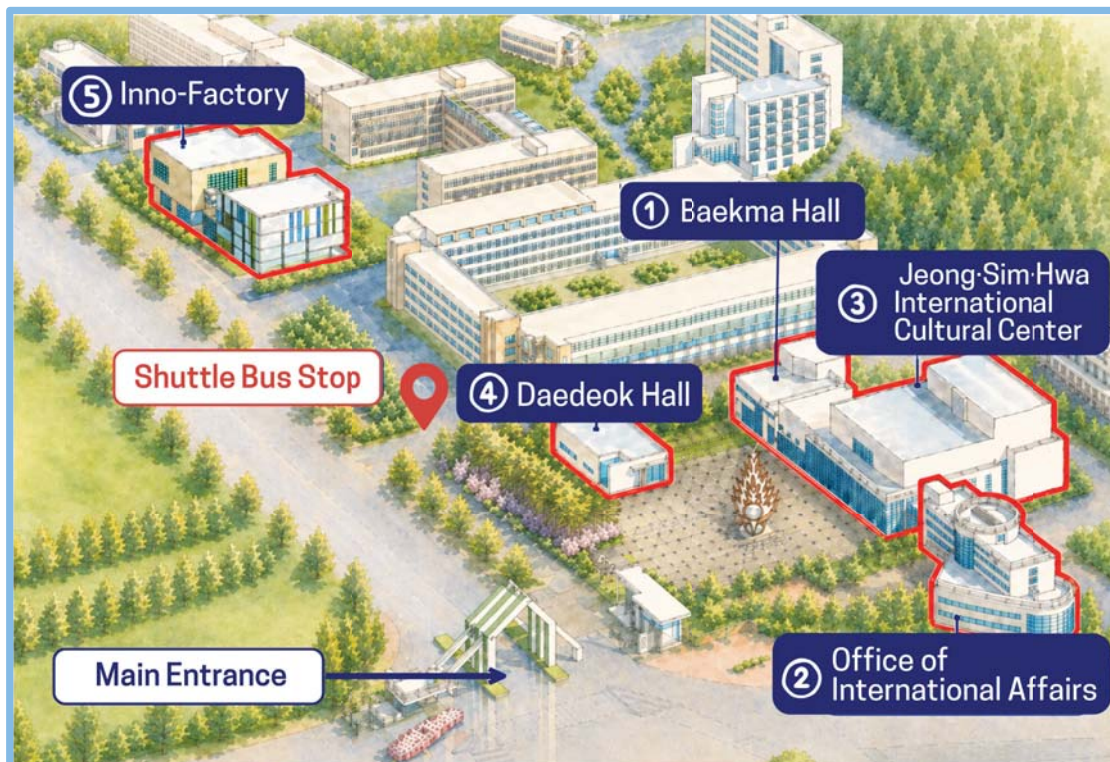 ⑤ Inno-Factory
① Baekma Hall
③ Jeong·Sim·Hwa
International
Cultural Center
Shuttle Bus Stop
④ Daedeok Hall
Main Entrance
② Office of
International Affairs